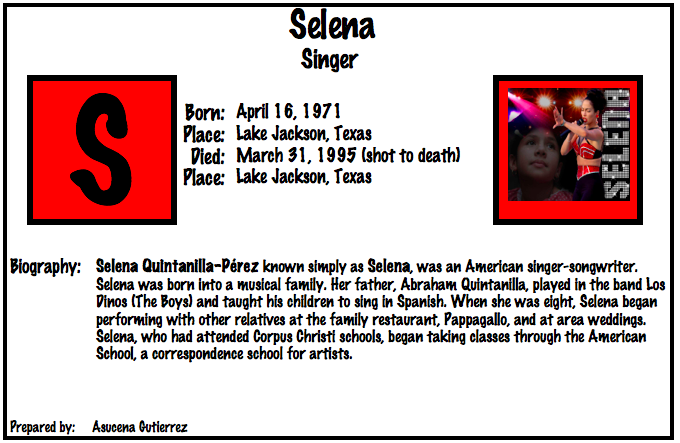 Selena
Singer
S
Born: April 16, 1971
Place: Lake Jackson, Texas
Died: March 31, 1995 (shot to death)
Place: Lake Jackson, Texas
SELENA
Biography: Selena Quintanilla-Pérez known simply as Selena, was an American singer-songwriter.
Selena was born into a musical family. Her father, Abraham Quintanilla, played in the band Los
Dinos (The Boys) and taught his children to sing in Spanish. When she was eight, Selena began
performing with other relatives at the family restaurant, Pappagallo, and at area weddings.
Selena, who had attended Corpus Christi schools, began taking classes through the American
School, a correspondence school for artists.
Prepared by: Asucena Gutierrez